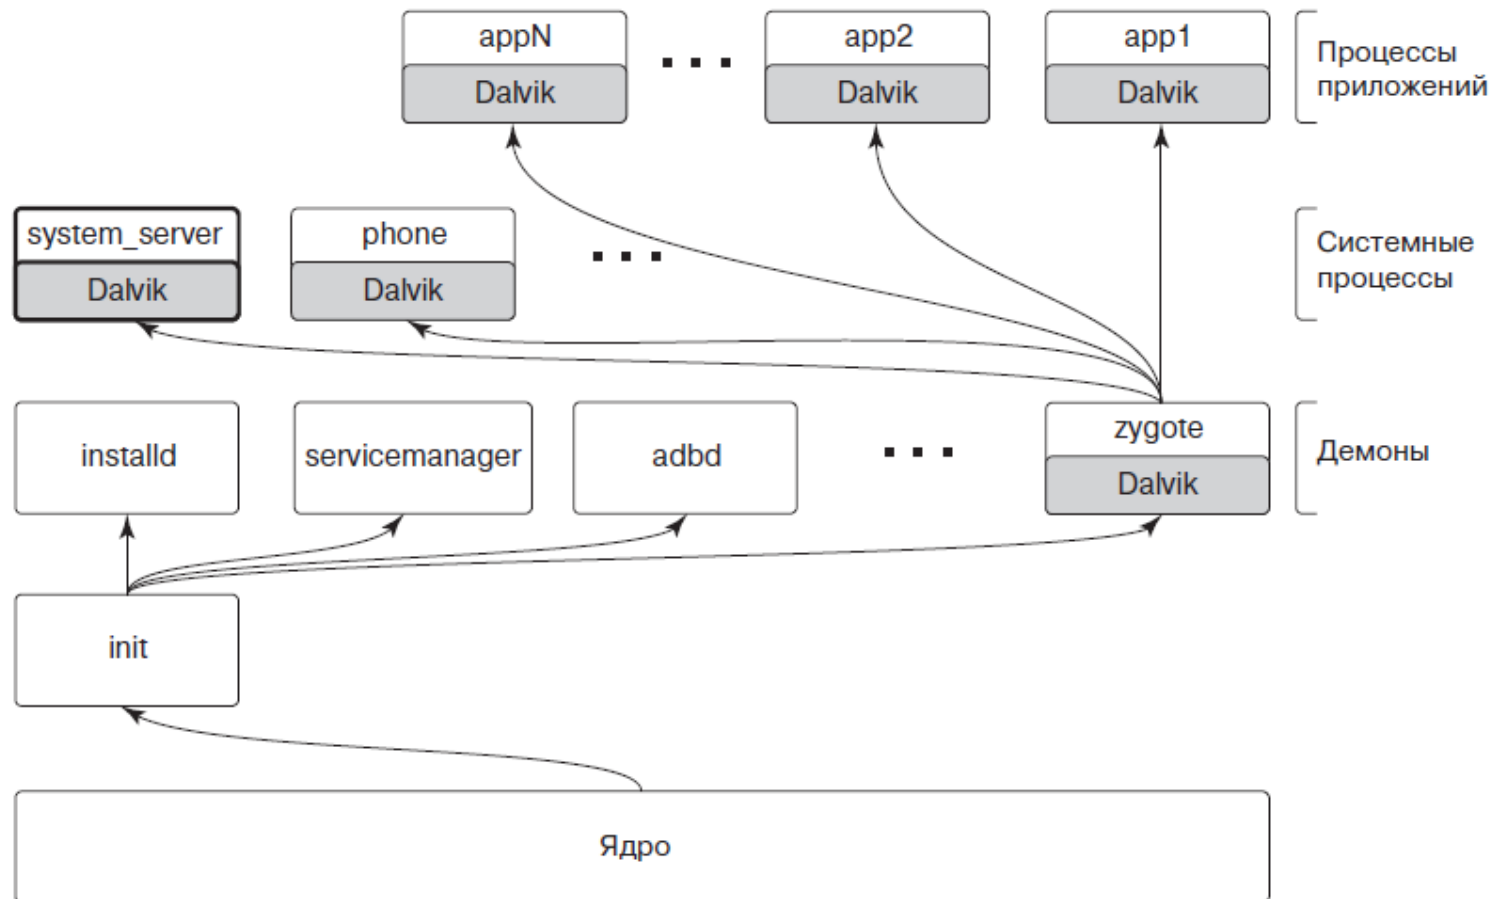 appN
app2
app1
Dalvik
Dalvik
Dalvik
Процессы
приложений
system_server
phone
Dalvik
Dalvik
Системные
процессы
installd
servicemanager
adbd
zygote
Dalvik
Демоны
init
Ядро